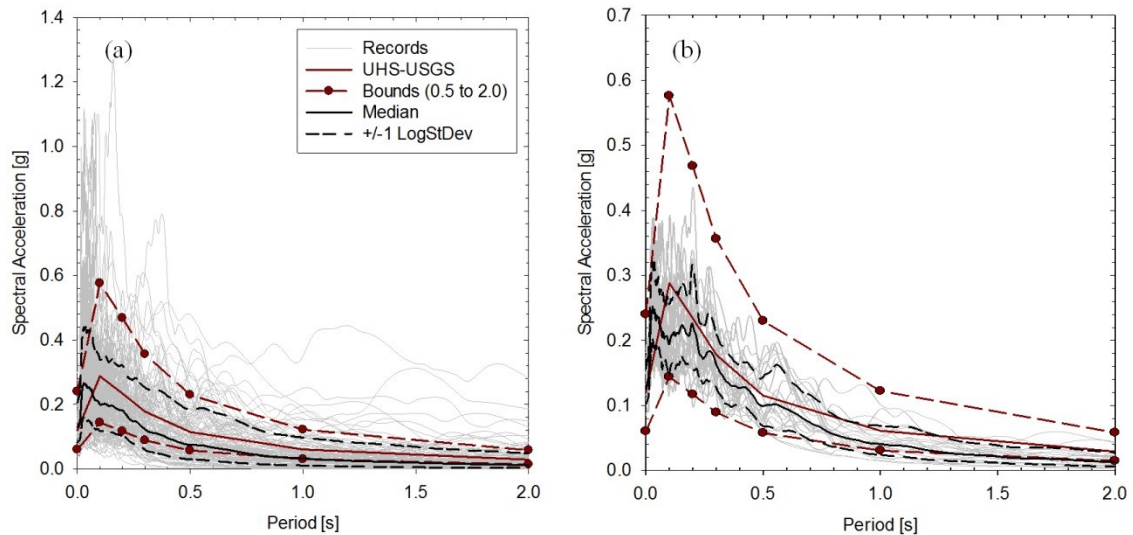 (a)
Records
UHS-USGS
Bounds (0.5 to 2.0)
Median
+/-1 LogStDev
1.4
1.2
1.0
0.8
0.6
0.4
0.2
0.0
Spectral Acceleration [g]
0.0 0.5 1.0 1.5 2.0
Period [s]
(b)
0.7
0.6
0.5
0.4
0.3
0.2
0.1
0.0
Spectral Acceleration [g]
0.0 0.5 1.0 1.5 2.0
Period [s]